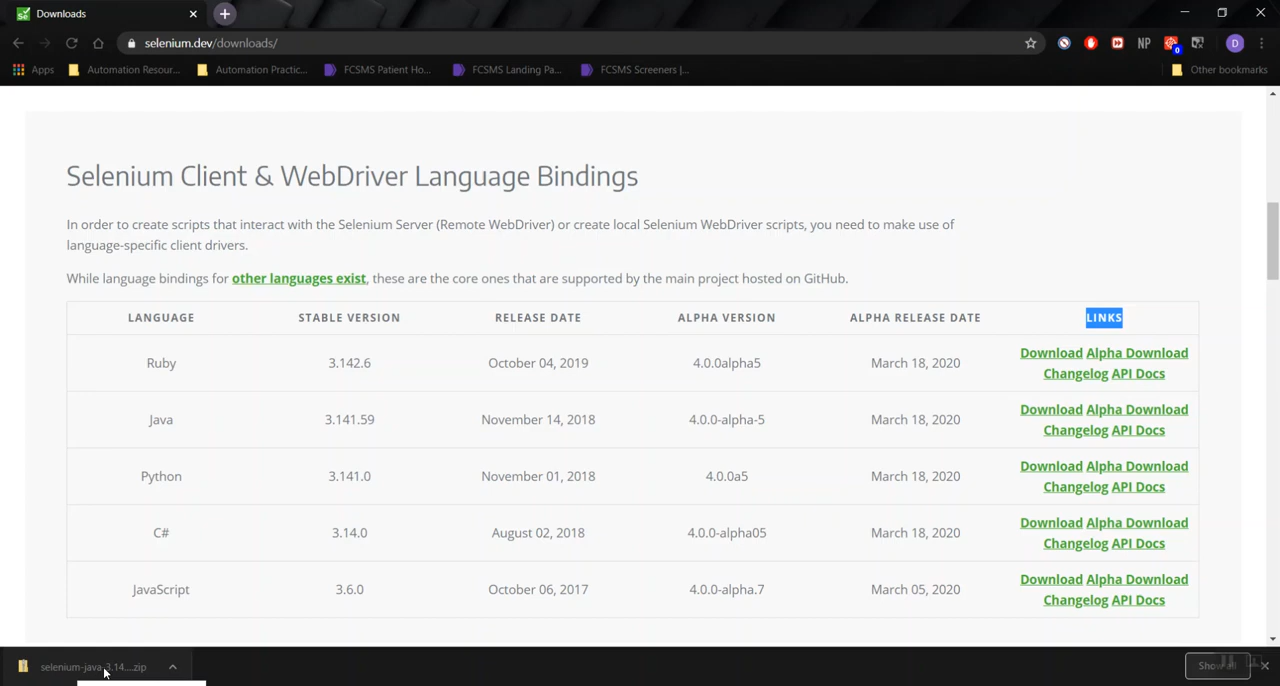 Downloads
selenium.dev/downloads/
NP
0
D
Apps Automation Resour... Automation Practic... FCSMS Patient Ho... FCSMS Landing Pa... FCSMS Screeners |... Other bookmarks
Selenium Client & WebDriver Language Bindings
In order to create scripts that interact with the Selenium Server (Remote WebDriver) or create local Selenium WebDriver scripts, you need to make use of
language-specific client drivers.
While language bindings for other languages exist, these are the core ones that are supported by the main project hosted on GitHub.
LANGUAGE STABLE VERSION RELEASE DATE ALPHA VERSION ALPHA RELEASE DATE LINKS
Ruby 3.142.6 October 04, 2019 4.0.0alpha5 March 18, 2020 Download Alpha Download
Changelog API Docs
Java 3.141.59 November 14, 2018 4.0.0-alpha-5 March 18, 2020 Download Alpha Download
Changelog API Docs
Python 3.141.0 November 01, 2018 4.0.0a5 March 18, 2020 Download Alpha Download
Changelog API Docs
C# 3.14.0 August 02, 2018 4.0.0-alpha05 March 18, 2020 Download Alpha Download
Changelog API Docs
JavaScript 3.6.0 October 06, 2017 4.0.0-alpha.7 March 05, 2020 Download Alpha Download
Changelog API Docs
selenium-java-3.14....zip
Show all